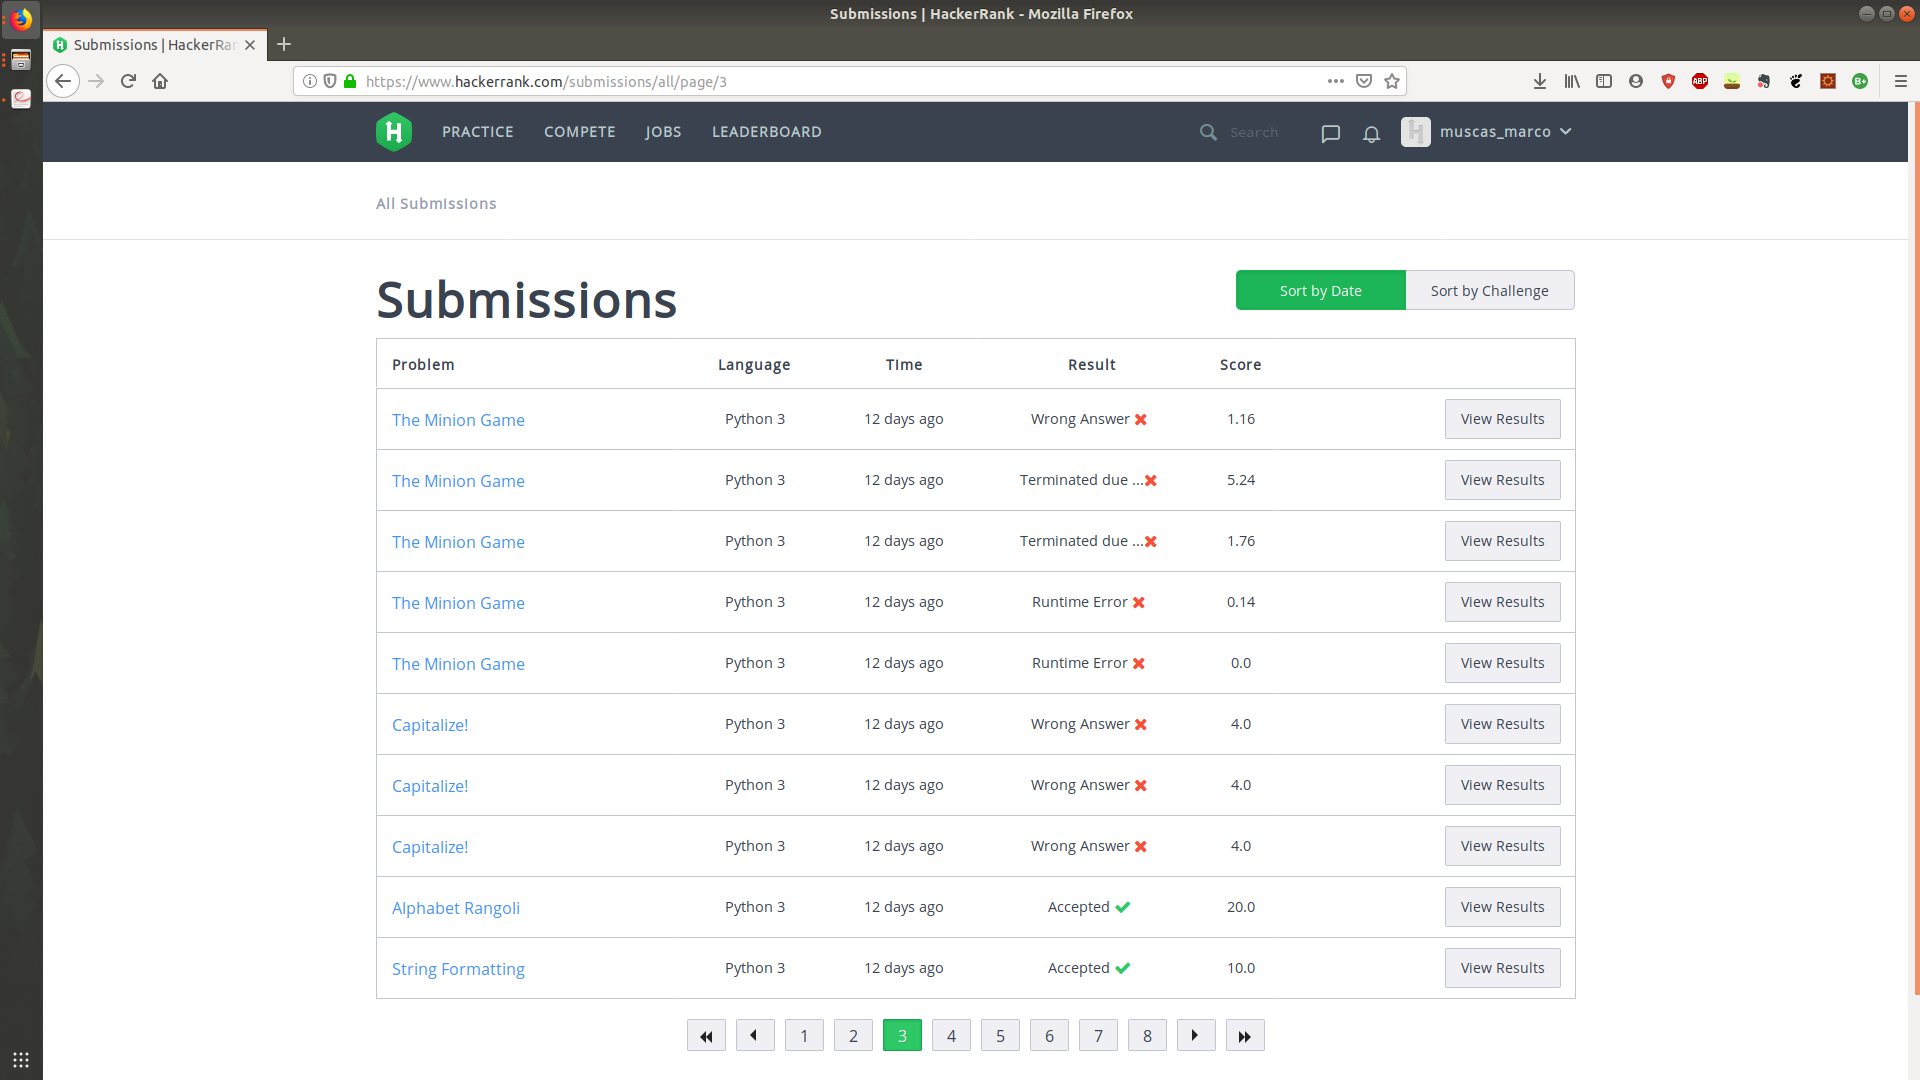 Submissions | HackerRank - Mozilla Firefox
Submissions | HackerRan
https://www.hackerrank.com/submissions/all/page/3
PRACTICE COMPETE JOBS LEADERBOARD Search muscas_marco
All Submissions
Submissions
Sort by Date Sort by Challenge
Problem Language Time Result Score
The Minion Game Python 3 12 days ago Wrong Answer 1.16 View Results
The Minion Game Python 3 12 days ago Terminated due ... 5.24 View Results
The Minion Game Python 3 12 days ago Terminated due ... 1.76 View Results
The Minion Game Python 3 12 days ago Runtime Error 0.14 View Results
The Minion Game Python 3 12 days ago Runtime Error 0.0 View Results
Capitalize! Python 3 12 days ago Wrong Answer 4.0 View Results
Capitalize! Python 3 12 days ago Wrong Answer 4.0 View Results
Capitalize! Python 3 12 days ago Wrong Answer 4.0 View Results
Alphabet Rangoli Python 3 12 days ago Accepted 20.0 View Results
String Formatting Python 3 12 days ago Accepted 10.0 View Results
1 2 3 4 5 6 7 8